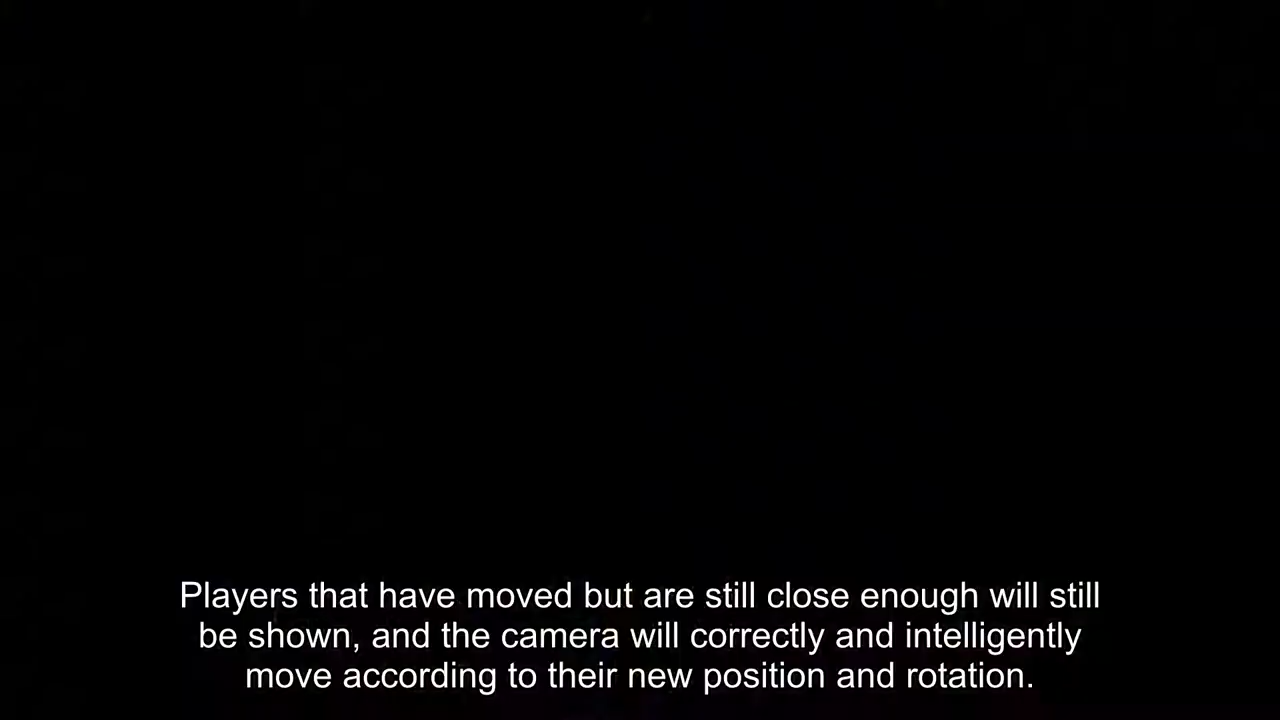 Players that have moved but are still close enough will still
be shown, and the camera will correctly and intelligently
move according to their new position and rotation.